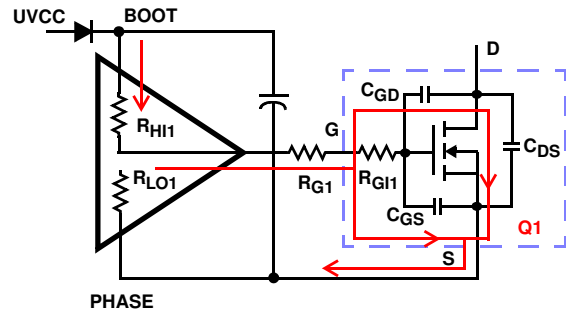 UVCC
BOOT
D
CGD
RHI1
G
CDS
RLO1
RG1
RGI1
CGS
Q1
S
PHASE